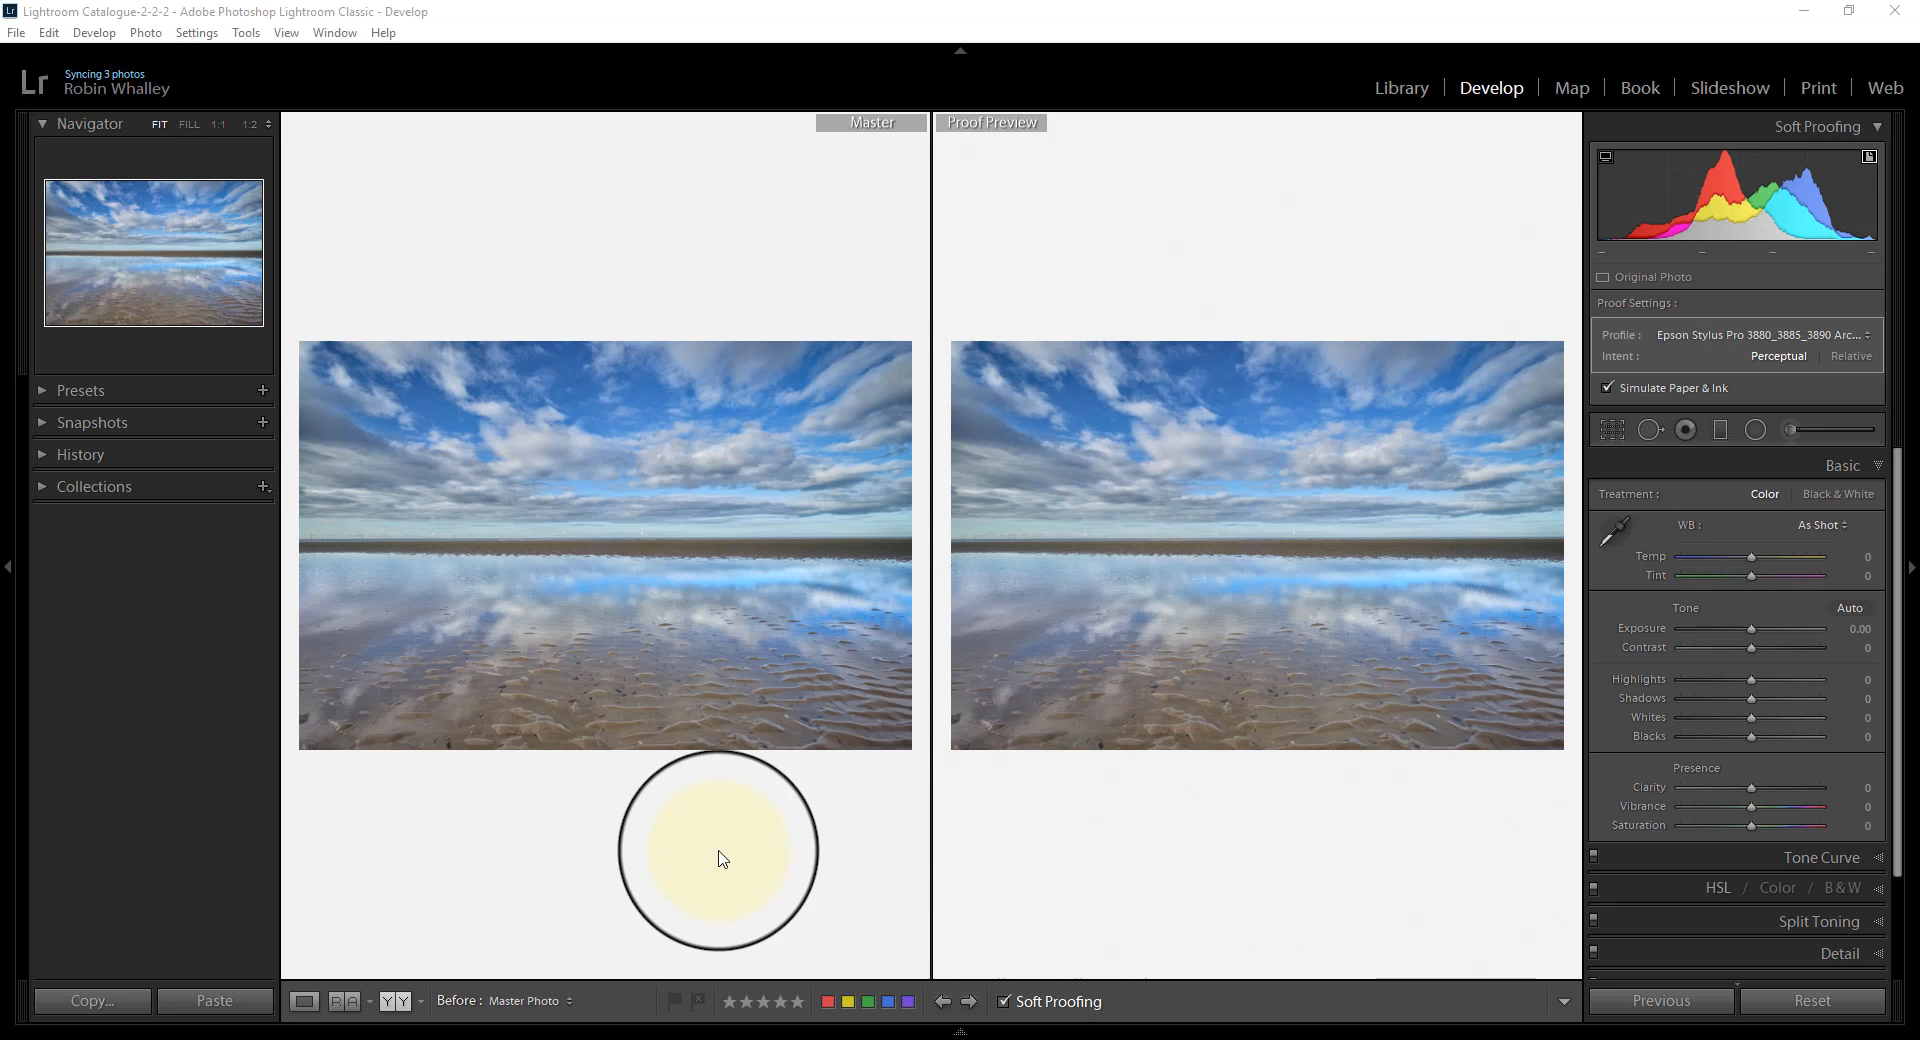 Lr Lightroom Catalogue-2-2-2 - Adobe Photoshop Lightroom Classic - Develop
File Edit Develop Photo Settings Tools View Window Help
Lr Syncing 3 photos
Robin Whalley
Library Develop Map Book Slideshow Print Web
Navigator FIT FILL 1:1 1:2
Presets
Snapshots
History
Collections
Copy... Paste
Master Proof Preview
Before : Master Photo
Soft Proofing
R A Y Y
Soft Proofing
Original Photo
Proof Settings :
Profile : Epson Stylus Pro 3880_3885_3890 Arc...
Intent : Perceptual Relative
Simulate Paper & Ink
Basic
Treatment : Color Black & White
WB : As Shot
Temp 0
Tint 0
Tone Auto
Exposure 0.00
Contrast 0
Highlights 0
Shadows 0
Whites 0
Blacks 0
Presence
Clarity 0
Vibrance 0
Saturation 0
Tone Curve
HSL / Color / B & W
Split Toning
Detail
Previous Reset